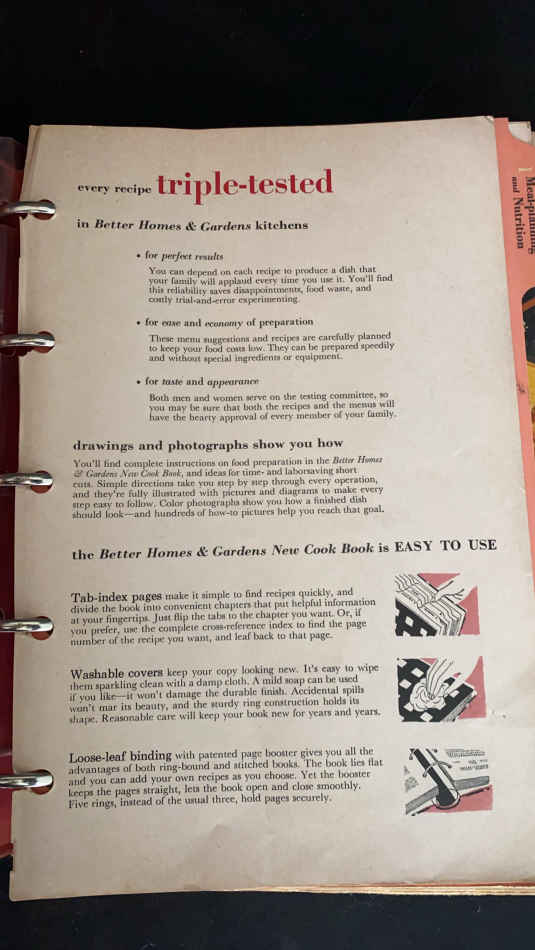 every recipe triple-tested
in Better Homes & Gardens kitchens
• for perfect results
You can depend on each recipe to produce a dish that
your family will applaud every time you use it. You'll find
this reliability saves disappointments, food waste, and
costly trial-and-error experimenting.
• for ease and economy of preparation
These menu suggestions and recipes are carefully planned
to keep your food costs low. They can be prepared speedily
and without special ingredients or equipment.
• for taste and appearance
Both men and women serve on the testing committee, so
you may be sure that both the recipes and the menus will
have the hearty approval of every member of your family.
drawings and photographs show you how
You'll find complete instructions on food preparation in the Better Homes
& Gardens New Cook Book, and ideas for time- and laborsaving short
cuts. Simple directions take you step by step through every operation,
and they're fully illustrated with pictures and diagrams to make every
step easy to follow. Color photographs show you how a finished dish
should look—and hundreds of how-to pictures help you reach that goal.
the Better Homes & Gardens New Cook Book is EASY TO USE
Tab-index pages make it simple to find recipes quickly, and
divide the book into convenient chapters that put helpful information
at your fingertips. Just flip the tabs to the chapter you want. Or, if
you prefer, use the complete cross-reference index to find the page
number of the recipe you want, and leaf back to that page.
Washable covers keep your copy looking new. It's easy to wipe
them sparkling clean with a damp cloth. A mild soap can be used
if you like—it won't damage the durable finish. Accidental spills
won't mar its beauty, and the sturdy ring construction holds its
shape. Reasonable care will keep your book new for years and years.
Loose-leaf binding with patented page booster gives you all the
advantages of both ring-bound and stitched books. The book lies flat
and you can add your own recipes as you choose. Yet the booster
keeps the pages straight, lets the book open and close smoothly.
Five rings, instead of the usual three, hold pages securely.
Meal-planning
and Nutrition